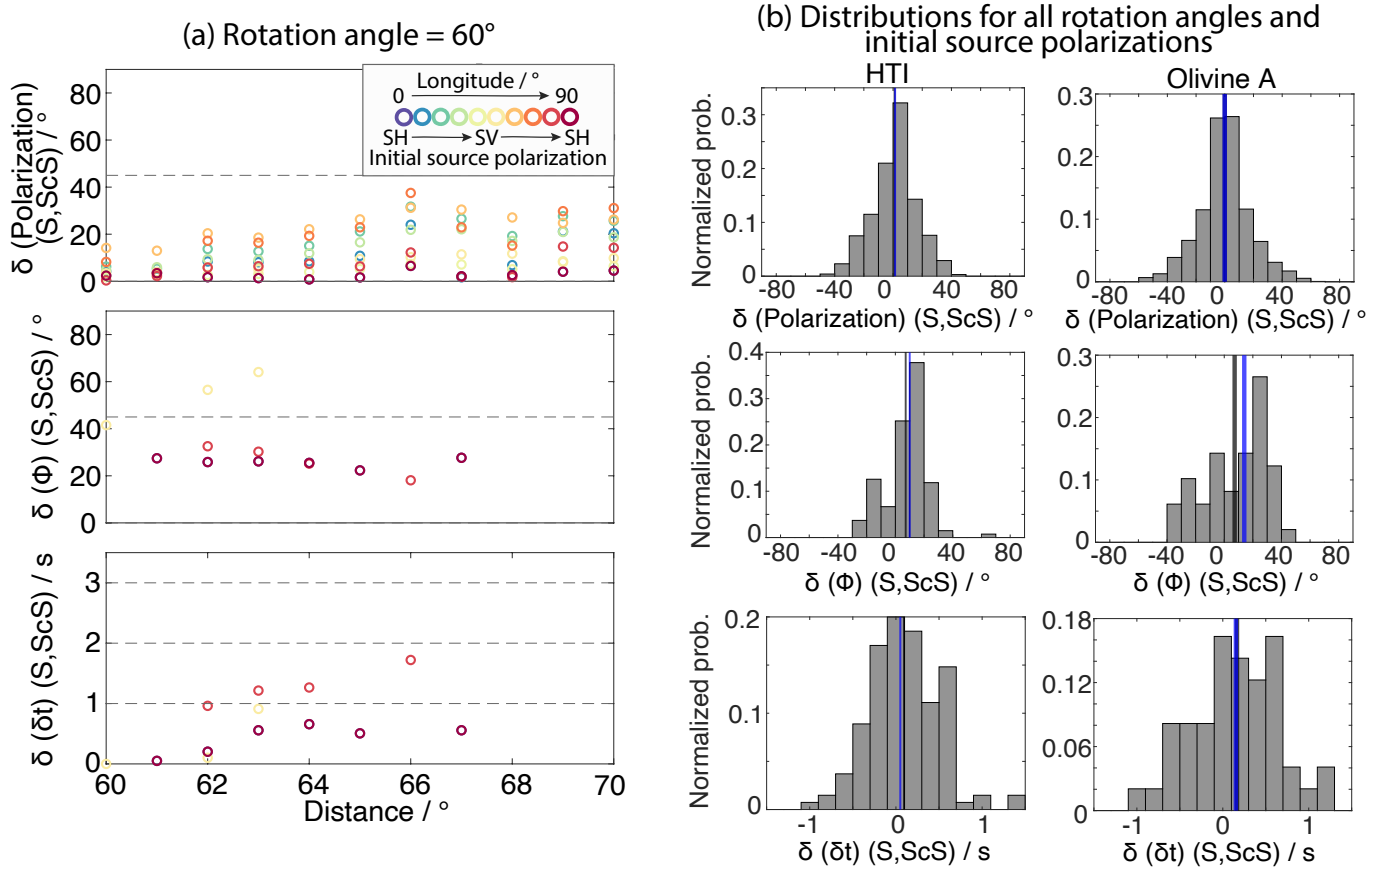 (a) Rotation angle = 60°
δ (Polarization)
(S,ScS) / °
80
60
40
20
0
Longitude / °
0 90
SH SV SH
Initial source polarization
δ (Φ) (S,ScS) / °
80
60
40
20
0
δ (δt) (S,ScS) / s
3
2
1
0
60 62 64 66 68 70
Distance / °
(b) Distributions for all rotation angles and
initial source polarizations
HTI
Normalized prob.
0.3
0.2
0.1
0
-80 -40 0 40 80
δ (Polarization) (S,ScS) / °
Olivine A
0.3
0.2
0.1
0
-80 -40 0 40 80
δ (Polarization) (S,ScS) / °
Normalized prob.
0.4
0.3
0.2
0.1
0
-80 -40 0 40 80
δ (Φ) (S,ScS) / °
0.3
0.2
0.1
0
-80 -40 0 40 80
δ (Φ) (S,ScS) / °
Normalized prob.
0.2
0.1
0
-1 0 1
δ (δt) (S,ScS) / s
0.18
0.12
0.06
0
-1 0 1
δ (δt) (S,ScS) / s